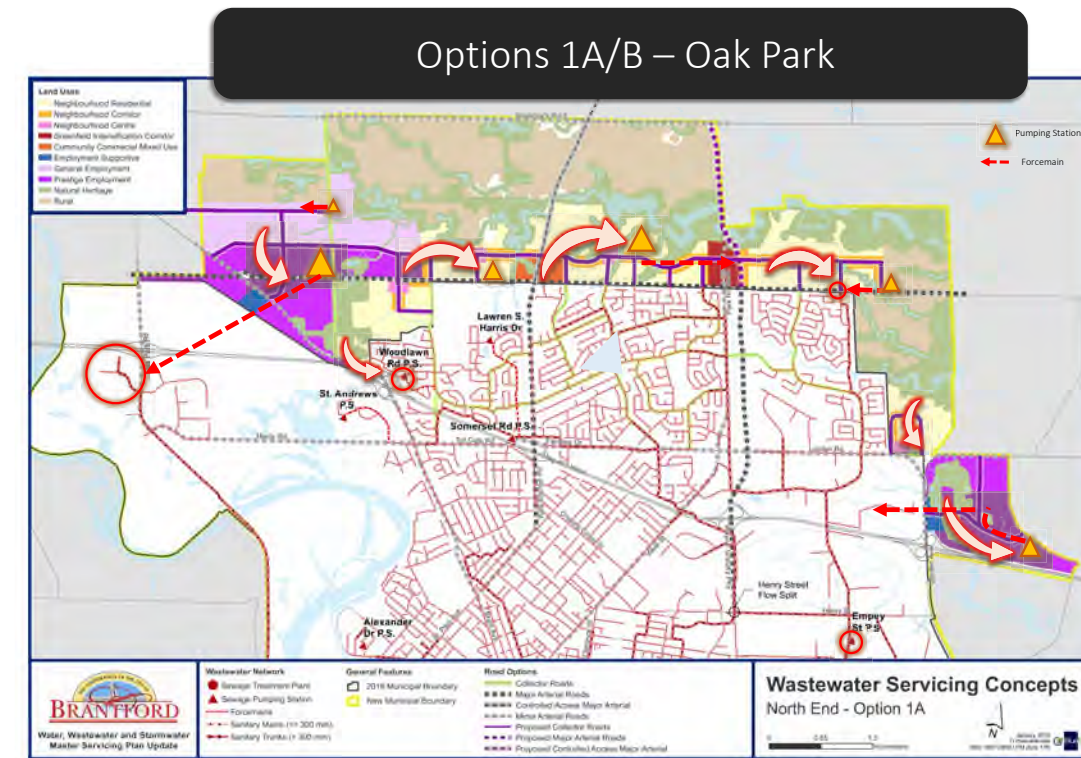 Options 1A/B – Oak Park
Land Uses
Neighbourhood Residential
Neighbourhood Corridor
Neighbourhood Centre
Greenfield Intensification Corridor
Community Commercial Mixed Use
Employment Supportive
General Employment
Prestige Employment
Natural Heritage
Rural
Pumping Station
Forcemain
Lawren S.
Harris Dr
Woodlawn
Rd P.S.
St. Andrews
P.S
Somerset Rd P.S.
Henry Street
Flow Split
Empey
St P.S
Alexander
Dr P.S.
BRANTFORD
Water, Wastewater and Stormwater
Master Servicing Plan Update
Wastewater Network
Sewage Treatment Plant
Sewage Pumping Station
Forcemains
Sanitary Mains (<= 300 mm)
Sanitary Trunks (> 300 mm)
General Features
2016 Municipal Boundary
New Municipal Boundary
Road Options
Collector Roads
Major Arterial Roads
Controlled Access Major Arterial
Minor Arterial Roads
Proposed Collector Roads
Proposed Major Arterial Roads
Proposed Controlled Access Major Arterial
Wastewater Servicing Concepts
North End - Option 1A
N